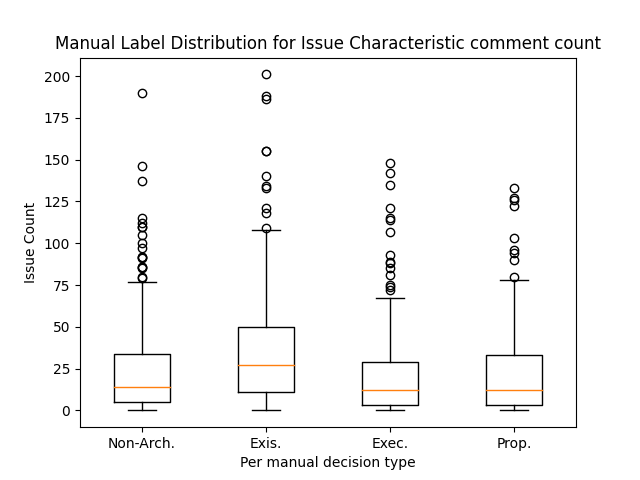 Manual Label Distribution for Issue Characteristic comment count
200
175
150
125
100
75
50
25
0
Issue Count
Non-Arch.
Exis.
Exec.
Prop.
Per manual decision type